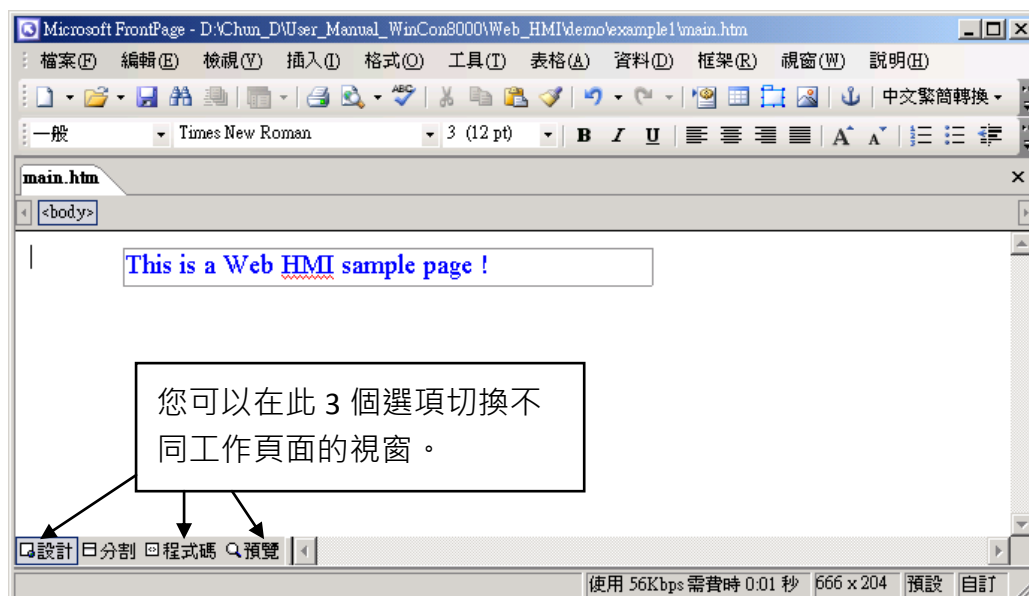 Microsoft FrontPage - D:\Chun_D\User_Manual_WinCon8000\Web_HMI\demo\example1\main.htm
檔案(F) 編輯(E) 檢視(V) 插入(I) 格式(O) 工具(T) 表格(A) 資料(D) 框架(R) 視窗(W) 說明(H)
ABC 中文繁簡轉換
一般 Times New Roman 3 (12 pt) B I U A A
main.htm
<body>
This is a Web HMI sample page !
您可以在此 3 個選項切換不
同工作頁面的視窗。
設計 分割 程式碼 預覽
使用 56Kbps 需費時 0:01 秒 666 x 204 預設 自訂